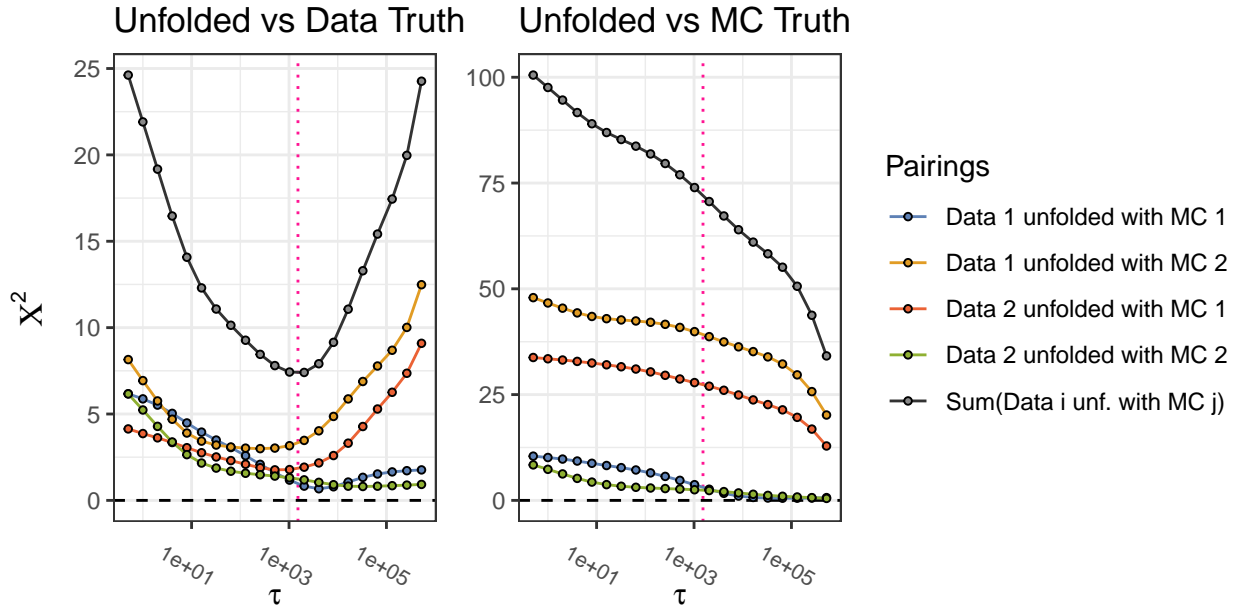 Unfolded vs Data Truth
Unfolded vs MC Truth
X²
25
20
15
10
5
0
1e+01
1e+03
1e+05
τ
100
75
50
25
0
1e+01
1e+03
1e+05
τ
Pairings
Data 1 unfolded with MC 1
Data 1 unfolded with MC 2
Data 2 unfolded with MC 1
Data 2 unfolded with MC 2
Sum(Data i unf. with MC j)